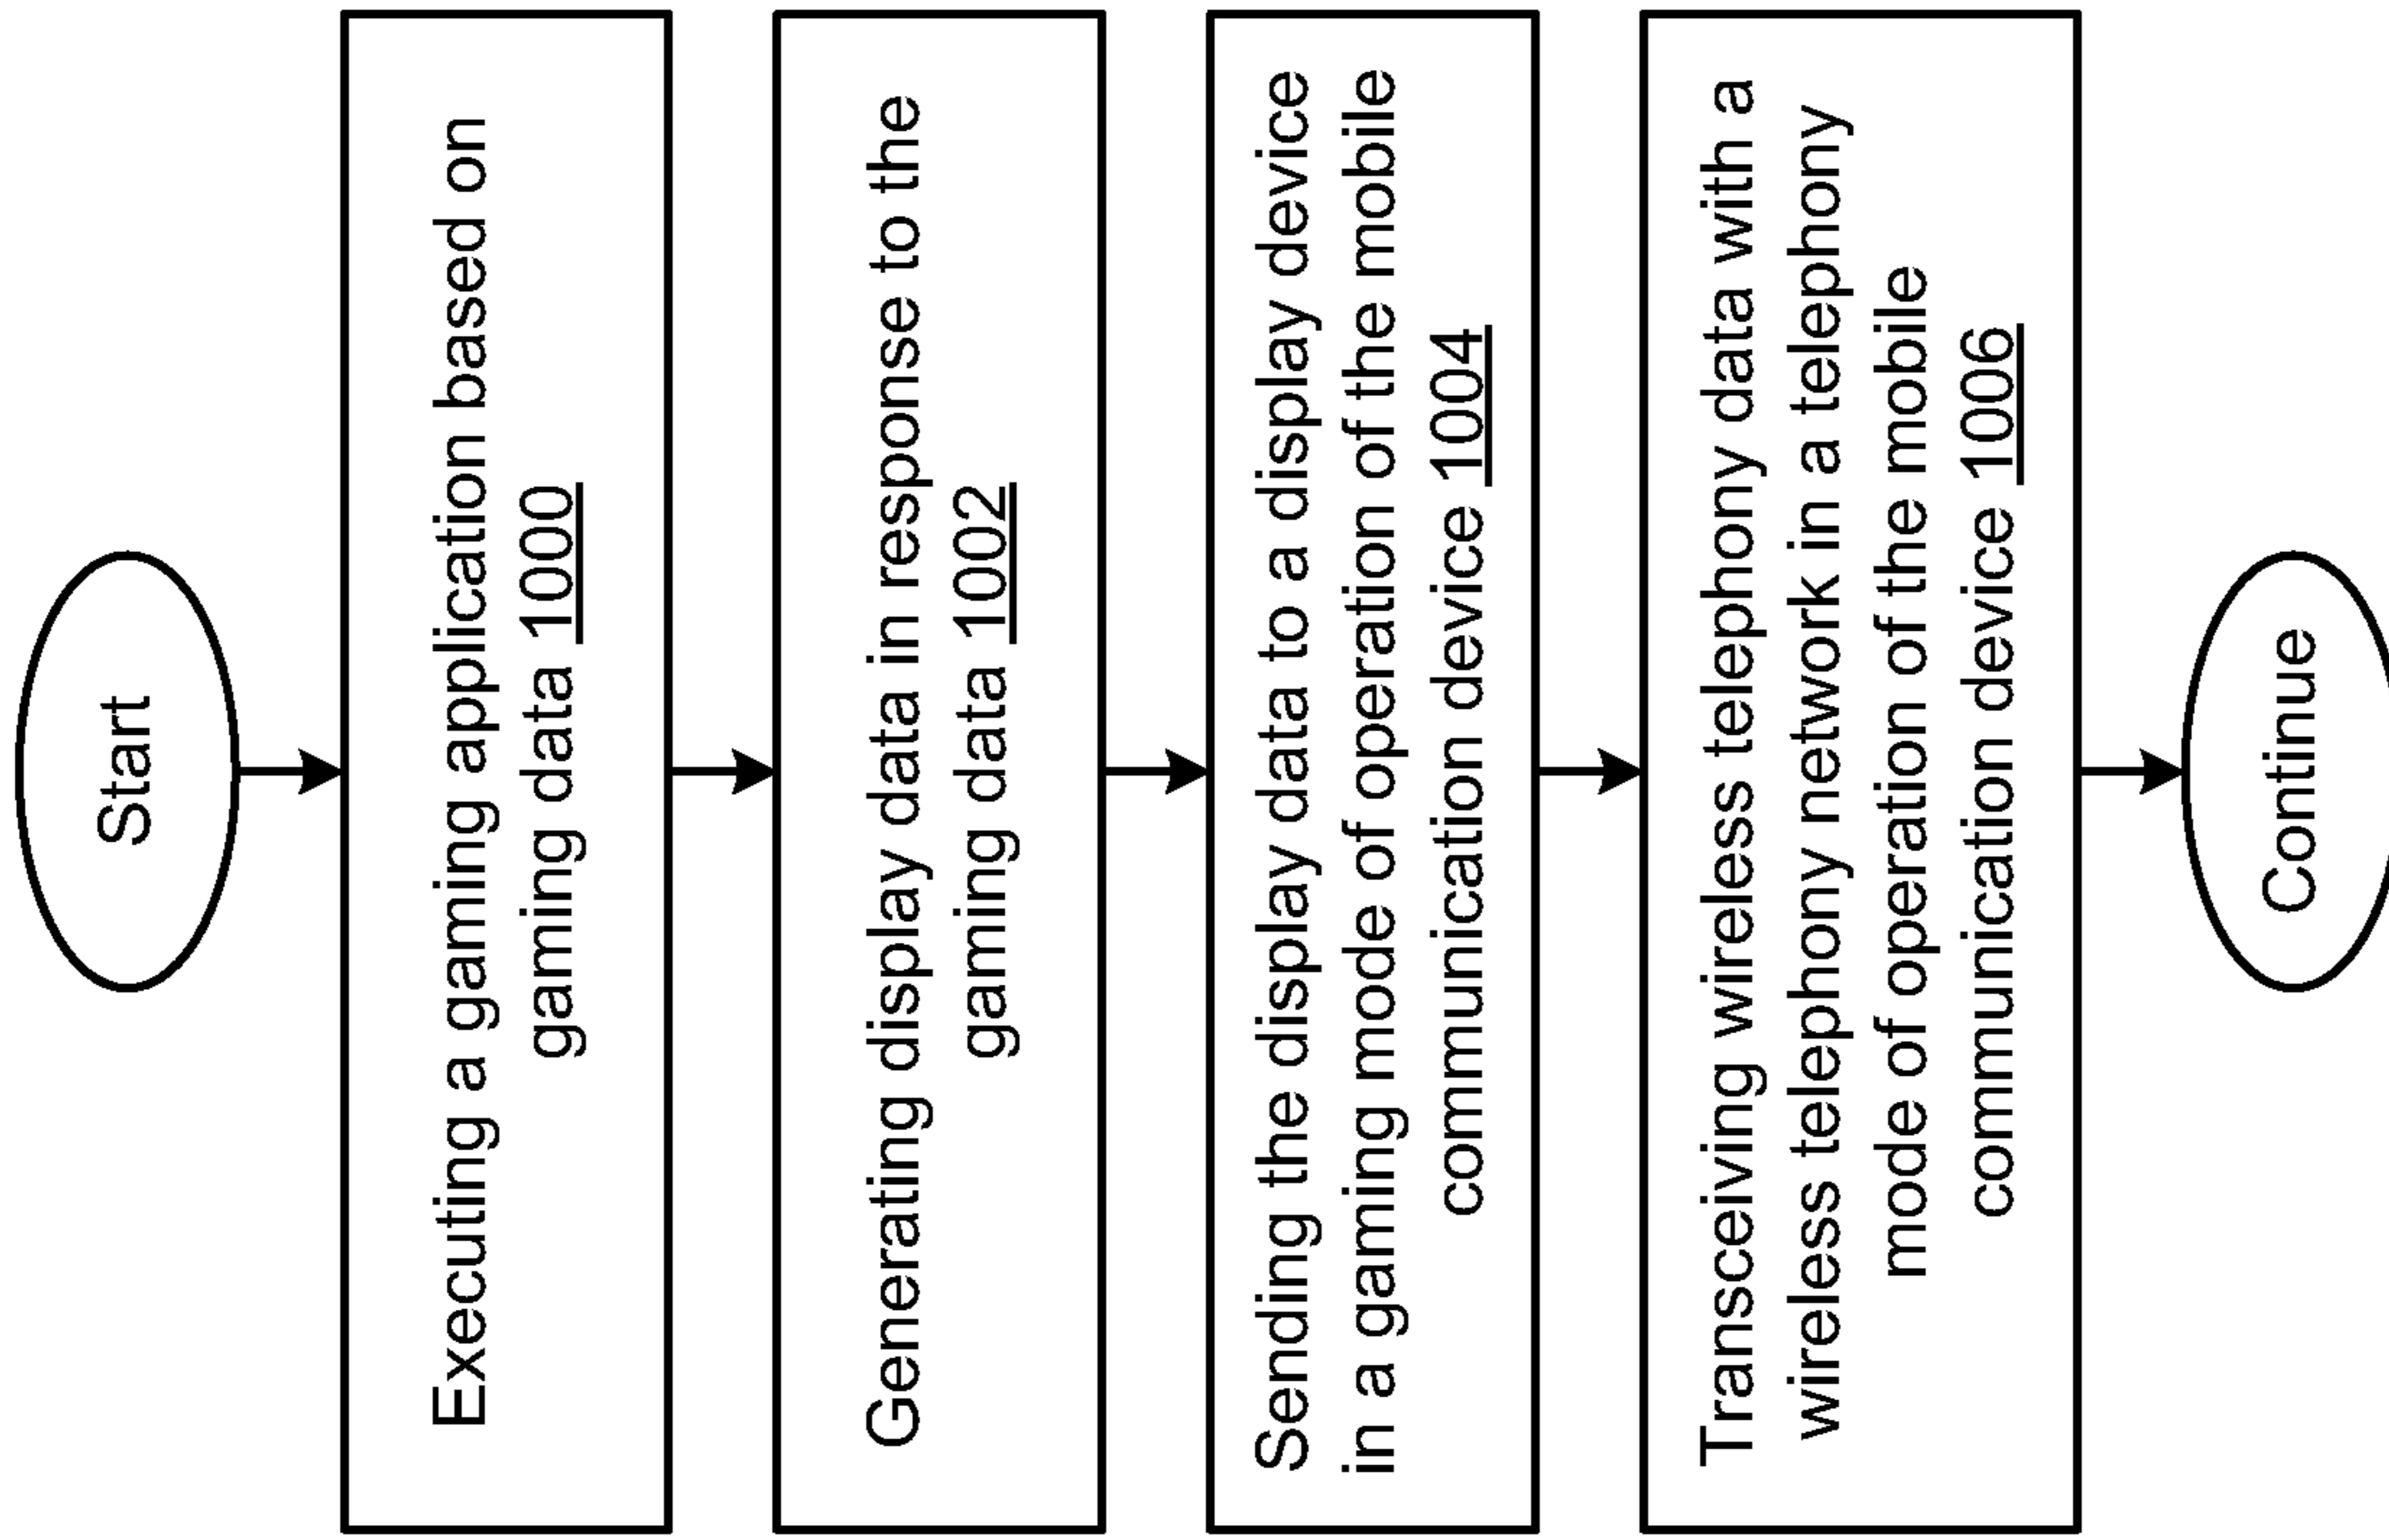 Start
Executing a gaming application based on
gaming data 1000
Generating display data in response to the
gaming data 1002
Sending the display data to a display device
in a gaming mode of operation of the mobile
communication device 1004
Transceiving wireless telephony data with a
wireless telephony network in a telephony
mode of operation of the mobile
communication device 1006
Continue